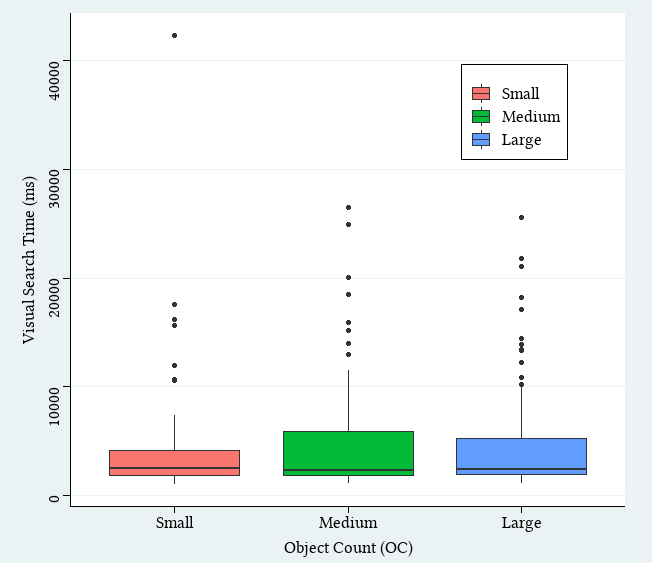 40000
30000
20000
10000
0
Visual Search Time (ms)
Small
Medium
Large
Small
Medium
Large
Object Count (OC)